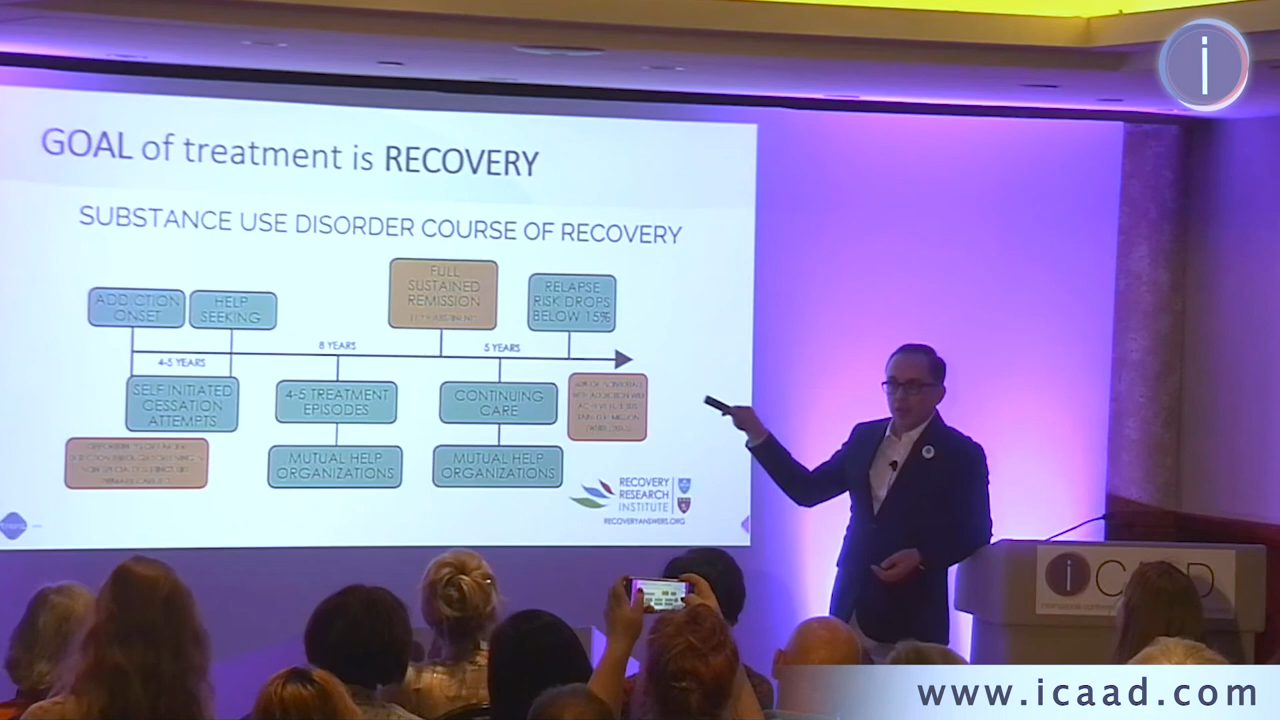 i
GOAL of treatment is RECOVERY
SUBSTANCE USE DISORDER COURSE OF RECOVERY
ADDICTION
ONSET
HELP
SEEKING
FULL
SUSTAINED
REMISSION
RELAPSE
RISK DROPS
BELOW 15%
4-5 YEARS
8 YEARS
5 YEARS
SELF INITIATED
CESSATION
ATTEMPTS
4-5 TREATMENT
EPISODES
CONTINUING
CARE
MUTUAL HELP
ORGANIZATIONS
MUTUAL HELP
ORGANIZATIONS
RECOVERY
RESEARCH
INSTITUTE
RECOVERYANSWERS.ORG
iCAAD
www.icaad.com